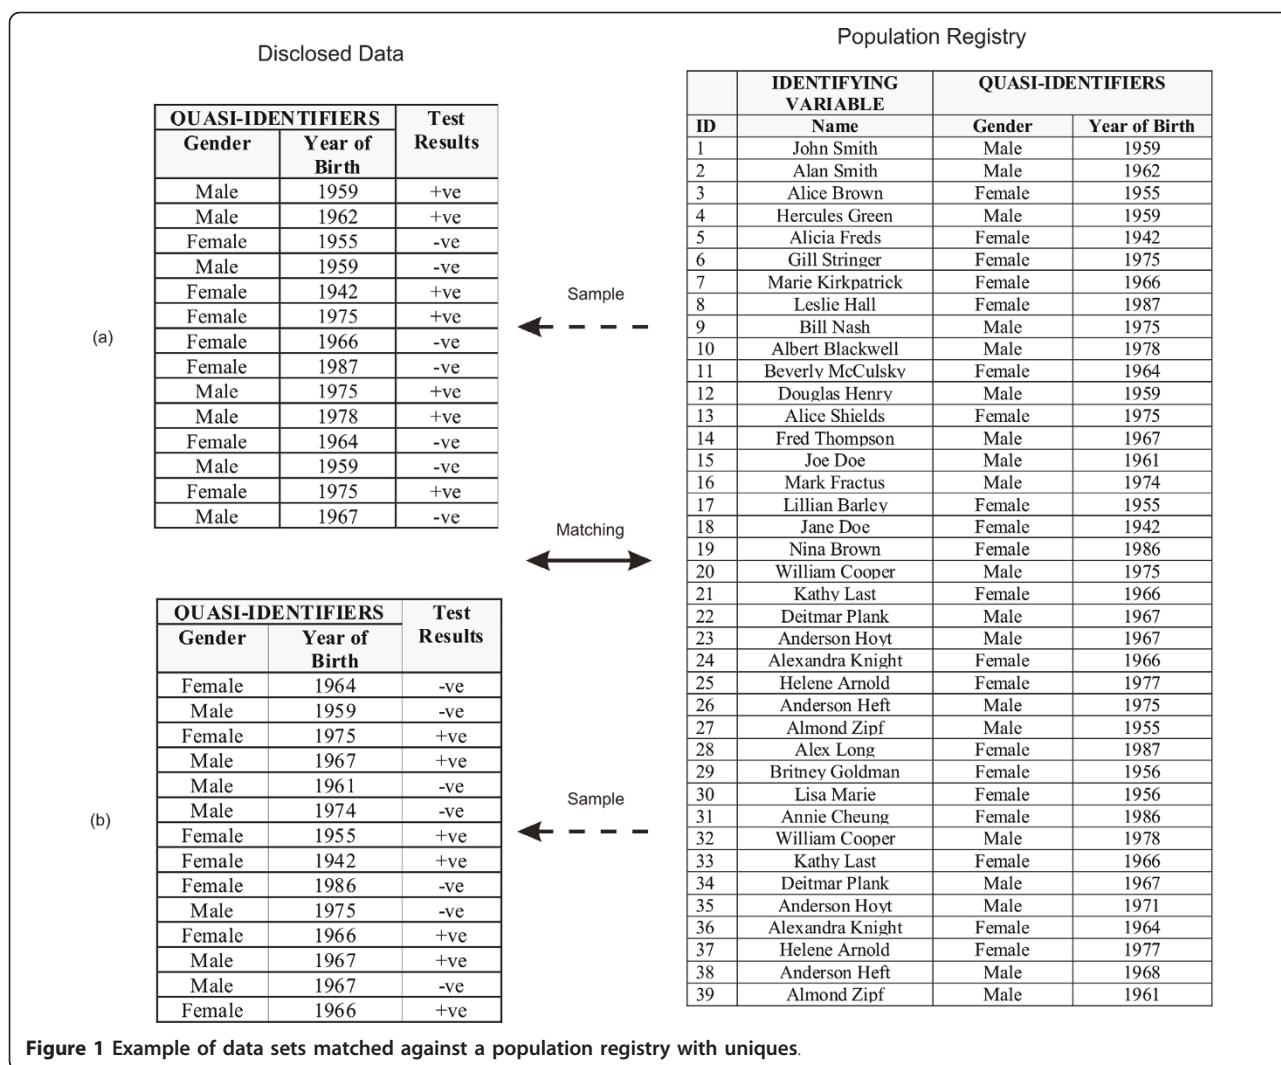 Disclosed Data
QUASI-IDENTIFIERS Test Results
Gender Year of Birth
Male 1959 +ve
Male 1962 +ve
Female 1955 -ve
Male 1959 -ve
Female 1942 +ve
Female 1975 +ve
Female 1966 -ve
Female 1987 -ve
Male 1975 +ve
Male 1978 +ve
Female 1964 -ve
Male 1959 -ve
Female 1975 +ve
Male 1967 -ve
(a)
Sample
Matching
QUASI-IDENTIFIERS Test Results
Gender Year of Birth
Female 1964 -ve
Male 1959 -ve
Female 1975 +ve
Male 1967 +ve
Male 1961 -ve
Male 1974 -ve
Female 1955 +ve
Female 1942 +ve
Female 1986 -ve
Male 1975 -ve
Female 1966 +ve
Male 1967 +ve
Male 1967 -ve
Female 1966 +ve
(b)
Sample
Population Registry
IDENTIFYING VARIABLE QUASI-IDENTIFIERS
ID Name Gender Year of Birth
1 John Smith Male 1959
2 Alan Smith Male 1962
3 Alice Brown Female 1955
4 Hercules Green Male 1959
5 Alicia Freds Female 1942
6 Gill Stringer Female 1975
7 Marie Kirkpatrick Female 1966
8 Leslie Hall Female 1987
9 Bill Nash Male 1975
10 Albert Blackwell Male 1978
11 Beverly McCulsky Female 1964
12 Douglas Henry Male 1959
13 Alice Shields Female 1975
14 Fred Thompson Male 1967
15 Joe Doe Male 1961
16 Mark Fractus Male 1974
17 Lillian Barley Female 1955
18 Jane Doe Female 1942
19 Nina Brown Female 1986
20 William Cooper Male 1975
21 Kathy Last Female 1966
22 Deitmar Plank Male 1967
23 Anderson Hoyt Male 1967
24 Alexandra Knight Female 1966
25 Helene Arnold Female 1977
26 Anderson Heft Male 1975
27 Almond Zipf Male 1955
28 Alex Long Female 1987
29 Britney Goldman Female 1956
30 Lisa Marie Female 1956
31 Annie Cheung Female 1986
32 William Cooper Male 1978
33 Kathy Last Female 1966
34 Deitmar Plank Male 1967
35 Anderson Hoyt Male 1971
36 Alexandra Knight Female 1964
37 Helene Arnold Female 1977
38 Anderson Heft Male 1968
39 Almond Zipf Male 1961
Figure 1 Example of data sets matched against a population registry with uniques.